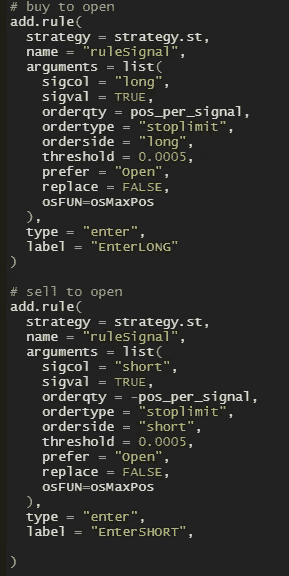 # buy to open
add.rule(
  strategy = strategy.st,
  name = "ruleSignal",
  arguments = list(
    sigcol = "long",
    sigval = TRUE,
    orderqty = pos_per_signal,
    ordertype = "stoplimit",
    orderside = "long",
    threshold = 0.0005,
    prefer = "Open",
    replace = FALSE,
    osFUN=osMaxPos
  ),
  type = "enter",
  label = "EnterLONG"
)

# sell to open
add.rule(
  strategy = strategy.st,
  name = "ruleSignal",
  arguments = list(
    sigcol = "short",
    sigval = TRUE,
    orderqty = -pos_per_signal,
    ordertype = "stoplimit",
    orderside = "short",
    threshold = 0.0005,
    prefer = "Open",
    replace = FALSE,
    osFUN=osMaxPos
  ),
  type = "enter",
  label = "EnterSHORT",

)